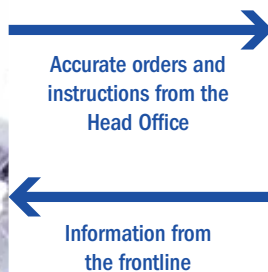 Accurate orders and
instructions from the
Head Office
Information from
the frontline